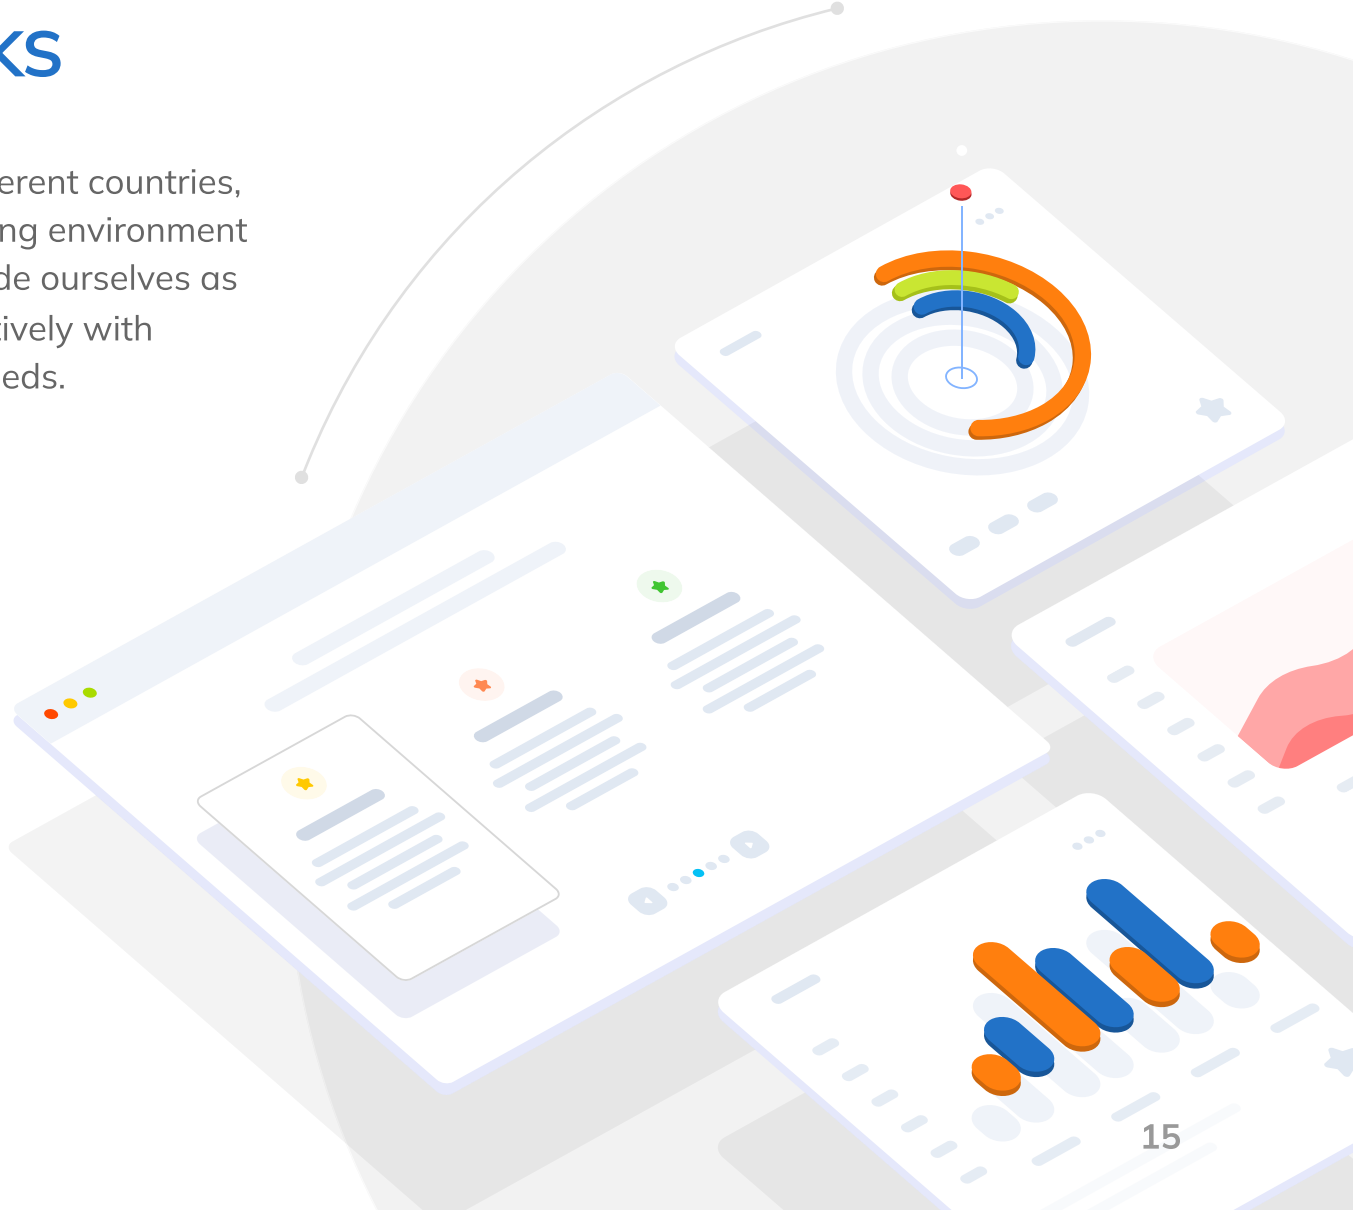 ks
erent countries,
ng environment
de ourselves as
tively with
eds.
15